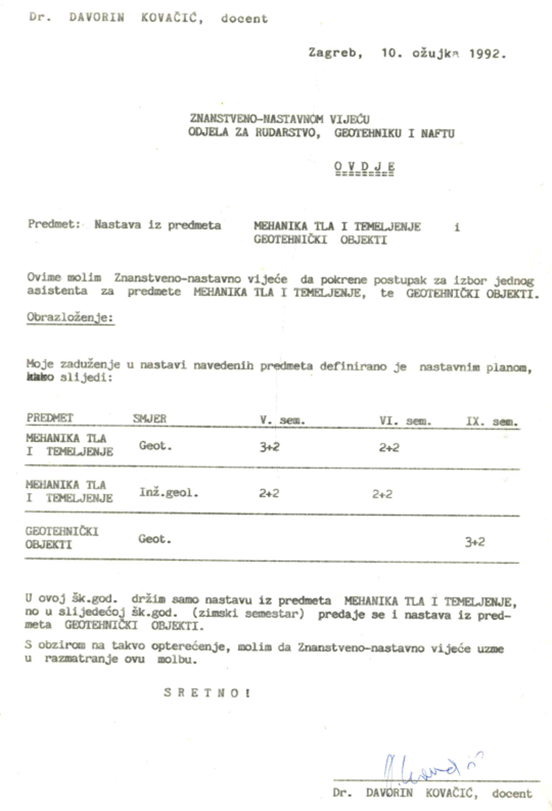 Dr. DAVORIN KOVAČIĆ, docent
Zagreb, 10. ožujka 1992.
ZNANSTVENO-NASTAVNOM VIJEĆU
ODJELA ZA RUDARSTVO, GEOTEHNIKU I NAFTU
O V D J E
Predmet: Nastava iz predmeta MEHANIKA TLA I TEMELJENJE i
GEOTEHNIČKI OBJEKTI
Ovime molim Znanstveno-nastavno vijeće da pokrene postupak za izbor jednog
asistenta za predmete MEHANIKA TLA I TEMELJENJE, te GEOTEHNIČKI OBJEKTI.
Obrazloženje:
Moje zaduženje u nastavi navedenih predmeta definirano je nastavnim planom,
kako slijedi:
PREDMET SMJER V. sem. VI. sem. IX. sem.
MEHANIKA TLA
I TEMELJENJE Geot. 3+2 2+2
MEHANIKA TLA
I TEMELJENJE Inž.geol. 2+2 2+2
GEOTEHNIČKI
OBJEKTI Geot. 3+2
U ovoj šk.god. držim samo nastavu iz predmeta MEHANIKA TLA I TEMELJENJE,
no u slijedećoj šk.god. (zimski semestar) predaje se i nastava iz pred-
meta GEOTEHNIČKI OBJEKTI.
S obzirom na takvo opterećenje, molim da Znanstveno-nastavno vijeće uzme
u razmatranje ovu molbu.
S R E T N O !
Dr. DAVORIN KOVAČIĆ, docent